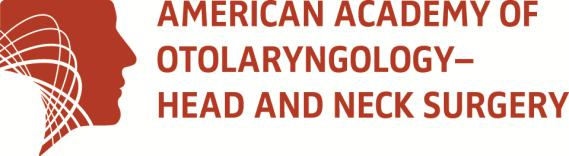 AMERICAN ACADEMY OF
OTOLARYNGOLOGY–
HEAD AND NECK SURGERY